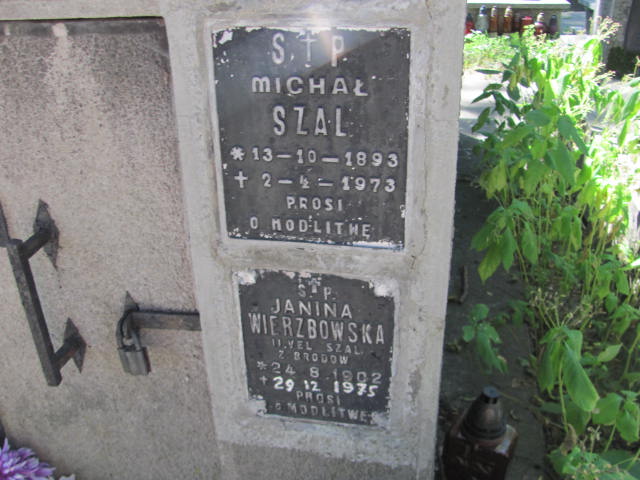 Ś † P
MICHAŁ
SZAL
* 13-10-1893
† 2-4-1973
PROSI
O MODLITWĘ
Ś. † P.
JANINA
WIERZBOWSKA
II. VEL SZAL
Z BRODÓW
* 24 8 1902
† 29 12 1975
PROSI
O MODLITWĘ